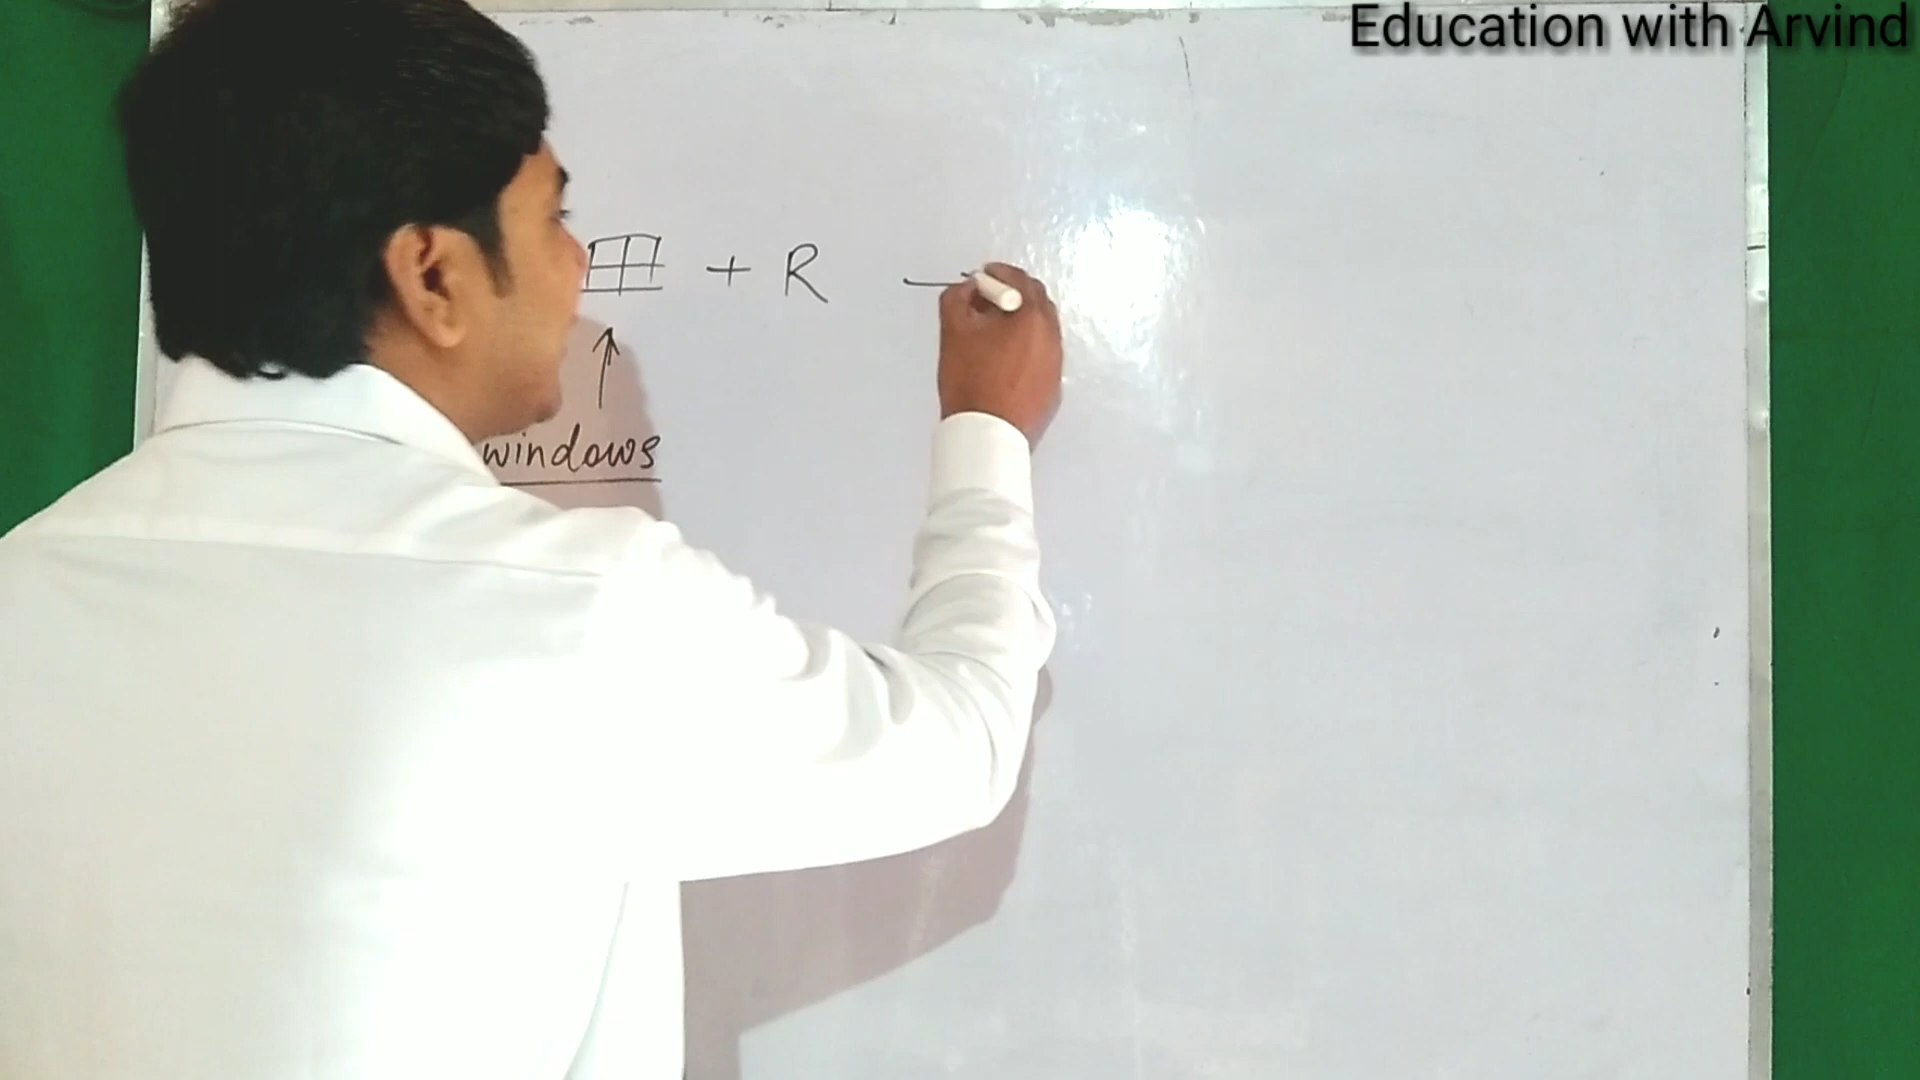 Education with Arvind
+ R →
windows